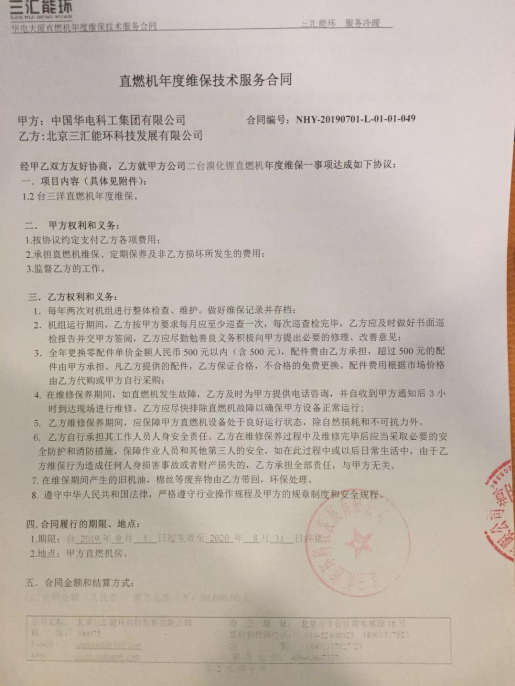 三汇能环
华电大厦直燃机年度维保技术服务合同 三汇能环 服务冷暖
直燃机年度维保技术服务合同
甲方：中国华电科工集团有限公司 合同编号：NHY-20190701-L-01-01-049
乙方：北京三汇能环科技发展有限公司
经甲乙双方友好协商，乙方就甲方公司二台溴化锂直燃机年度维保一事项达成如下协议：
一．项目内容（具体见附件）：
1.2 台三洋直燃机年度维保。
二． 甲方权利和义务：
1.按协议约定支付乙方各项费用；
2.承担直燃机维保、定期保养及非乙方损坏所发生的费用；
3.监督乙方的工作。
三．乙方权利和义务：
1. 每年两次对机组进行整体检查、维护。做好维保记录并存档；
2. 机组运行期间，乙方按甲方要求每月应至少巡查一次，每次巡查检完毕，乙方应及时做好书面巡
检报告并交甲方签阅，乙方应尽勤勉善良义务积极向甲方提出必要的修理、改善意见；
3. 全年更换零配件单价金额人民币 500 元以内（含 500 元），配件费由乙方承担，超过 500 元的配
件由甲方承担。凡乙方提供的配件，乙方保证合格，不合格的免费更换。配件费用根据市场价格
由乙方代购或甲方自行采购；
4. 在维修保养期间，如直燃机发生故障，乙方及时为甲方提供电话咨询，并自收到甲方通知后 3 小
时到达现场进行维修。乙方应尽快排除直燃机故障以确保甲方设备正常运行；
5. 乙方维修保养期间，应保障甲方直燃机设备处于良好运行状态，除自然损耗和不可抗力外。
6. 乙方自行承担其工作人员人身安全责任。乙方在维修保养过程中及维修完毕后应当采取必要的安
全防护和消防措施，保障作业人员和其他第三人的安全，如在此过程中或以后日常生活中，由于乙
方维保行为造成任何人身损害事故或者财产损失的，乙方承担全部责任，与甲方无关。
7. 在维保期间产生的旧机油，棉丝等废弃物由乙方带回，环保处理。
8. 遵守中华人民共和国法律，严格遵守行业操作规程及甲方的规章制度和安全规程。
四.合同履行的期限、地点：
1.期限：自 2019 年 9 月 1 日起生效至 2020 年 8 月 31 日
2.地点：甲方直燃机房。
五．合同金额和结算方式：